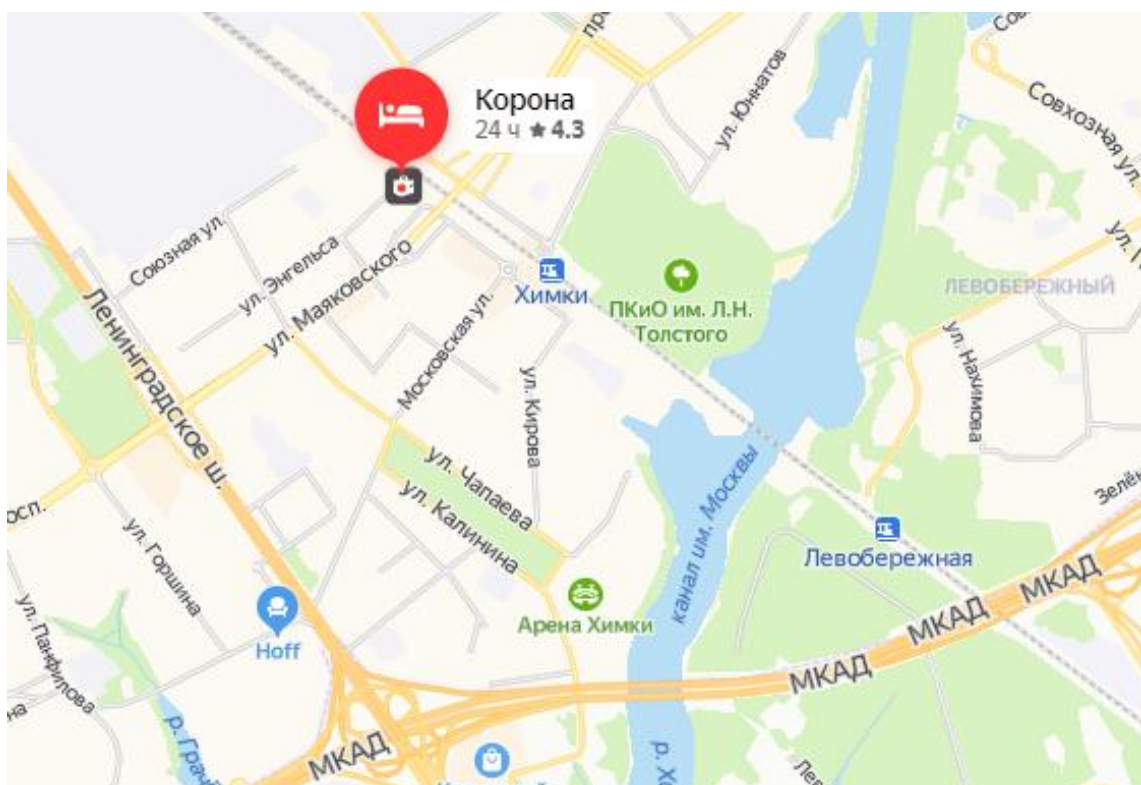 Корона
24 ч ★ 4.3
ул. Юннатов
Совхозная ул.
Союзная ул.
ул. Энгельса
ул. Маяковского
Химки
ПКиО им. Л.Н.
Толстого
ЛЕВОБЕРЕЖНЫЙ
Ленинградское ш.
Московская ул.
ул. Кирова
ул. Нахимова
ул. Чапаева
ул. Калинина
канал им. Москвы
ул. Горшина
Левобережная
ул. Панфилова
Hoff
Арена Химки
МКАД
МКАД
МКАД
МКАД